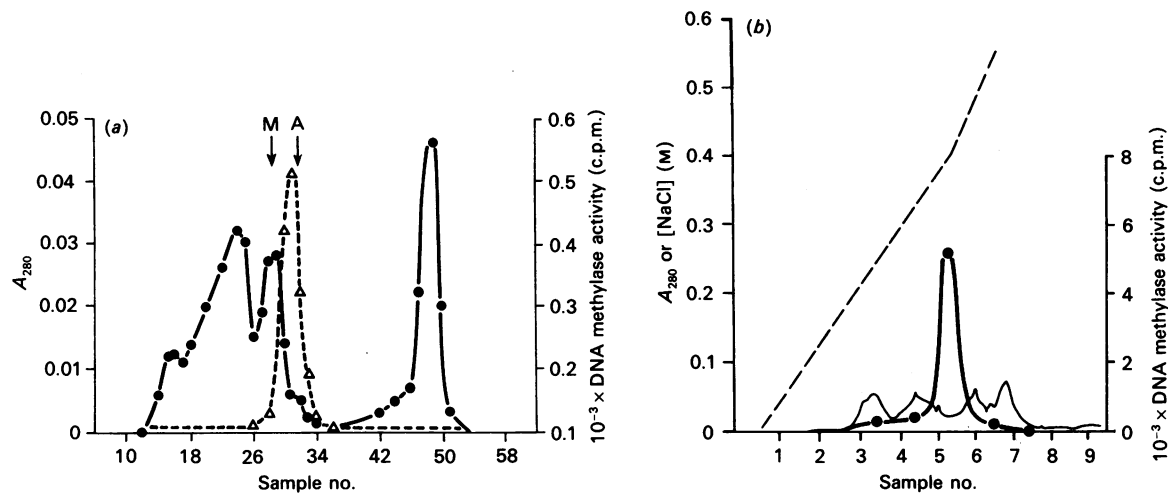 (a)
M A
0.05
0.04
0.03
0.02
0.01
0
A280
0.6
0.5
0.4
0.3
0.2
0.1
10⁻³ × DNA methylase activity (c.p.m.)
10 18 26 34 42 50 58
Sample no.
(b)
0.6
0.5
0.4
0.3
0.2
0.1
0
A280 or [NaCl] (M)
8
6
4
2
0
10⁻³ × DNA methylase activity (c.p.m.)
1 2 3 4 5 6 7 8 9
Sample no.